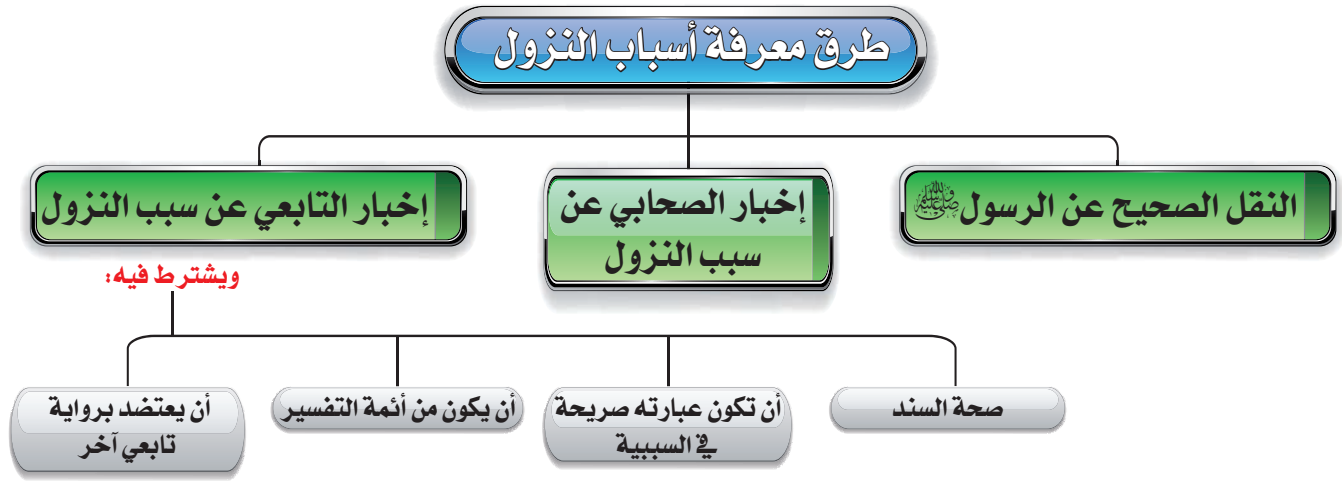 طرق معرفة أسباب النزول
النقل الصحيح عن الرسول ﷺ
إخبار الصحابي عن
سبب النزول
إخبار التابعي عن سبب النزول
ويشترط فيه:
صحة السند
أن تكون عبارته صريحة
في السببية
أن يكون من أئمة التفسير
أن يعتضد برواية
تابعي آخر